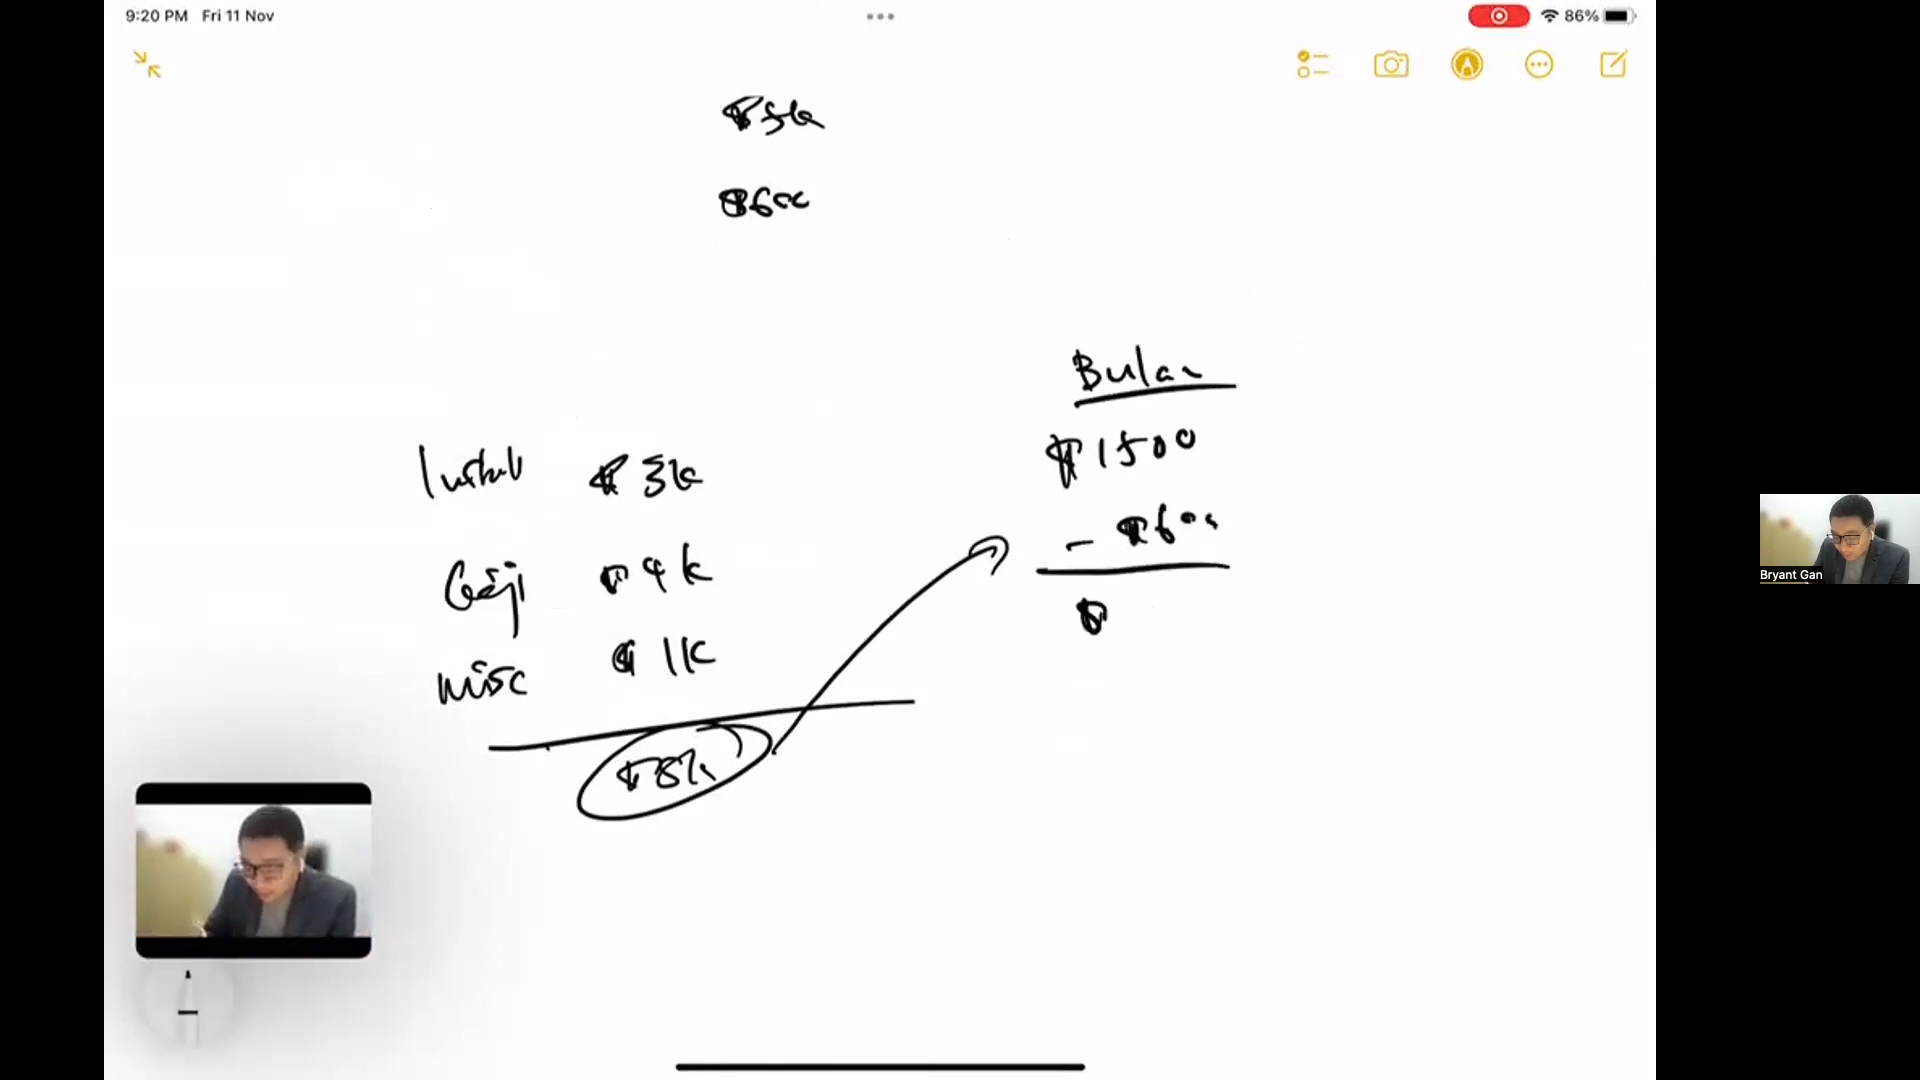 9:20 PM Fri 11 Nov
86%
$5k
$600
Bulan
$1500
- $600
$
$3k
Gaji $4k
misc $1k
$8k
Bryant Gan